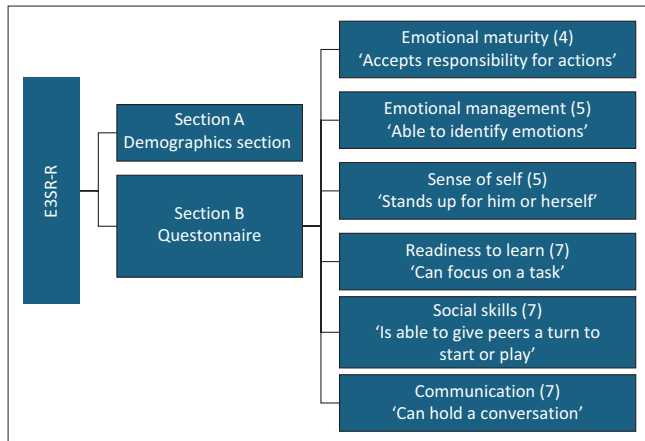 E3SR-R
Section A
Demographics section
Section B
Questonnaire
Emotional maturity (4)
‘Accepts responsibility for actions’
Emotional management (5)
‘Able to identify emotions’
Sense of self (5)
‘Stands up for him or herself’
Readiness to learn (7)
‘Can focus on a task’
Social skills (7)
‘Is able to give peers a turn to
start or play’
Communication (7)
‘Can hold a conversation’